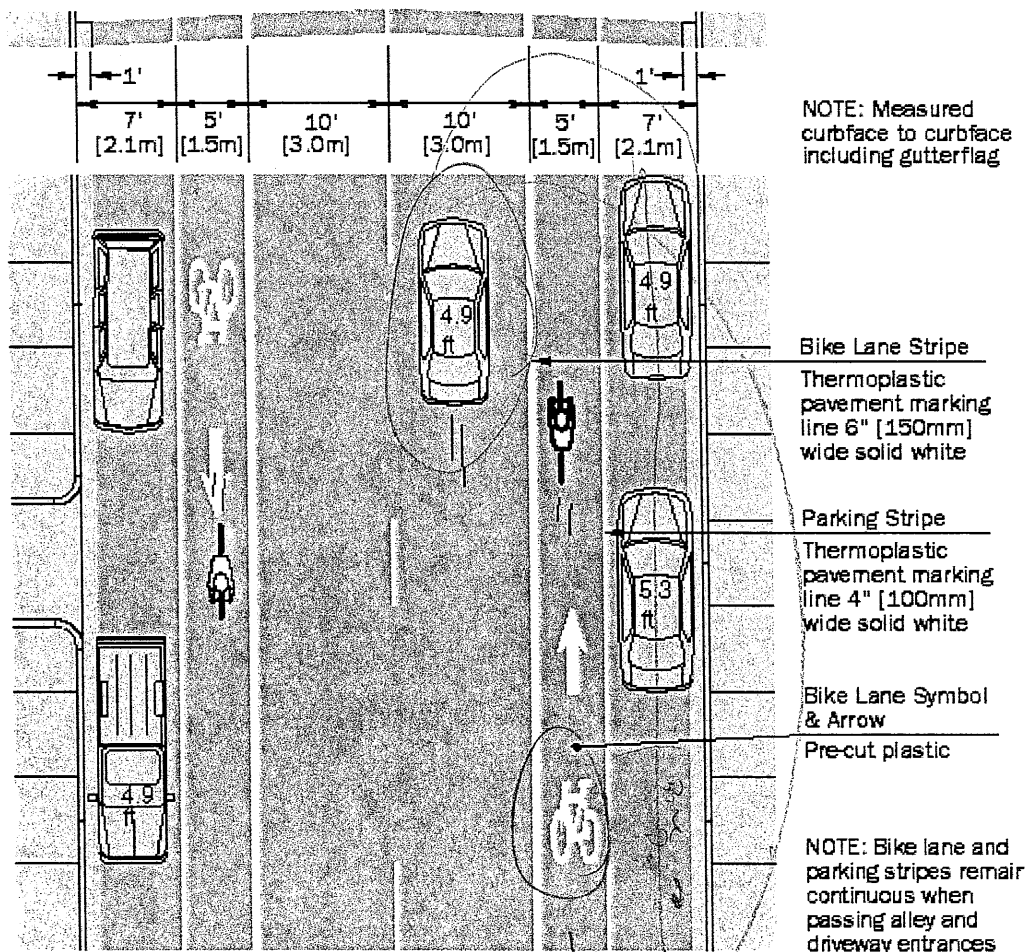 1'
1'
7' 5' 10' 10' 5' 7'
[2.1m] [1.5m] [3.0m] [3.0m] [1.5m] [2.1m]
NOTE: Measured
curbface to curbface
including gutterflag
4.9
ft
4.9
ft
Bike Lane Stripe
Thermoplastic
pavement marking
line 6" [150mm]
wide solid white
Parking Stripe
Thermoplastic
pavement marking
line 4" [100mm]
wide solid white
5.3
ft
Bike Lane Symbol
& Arrow
Pre-cut plastic
4.9
ft
NOTE: Bike lane and
parking stripes remain
continuous when
passing alley and
driveway entrances